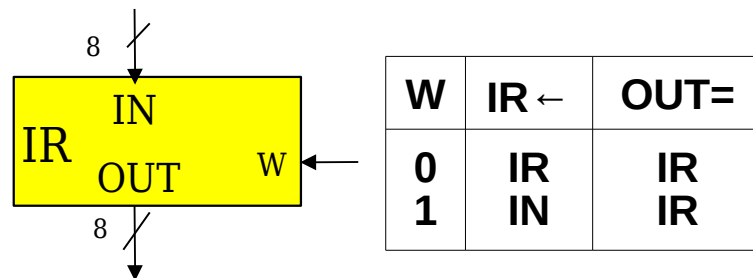 8
IN
IR
OUT
W
8
W IR ← OUT=
0 IR IR
1 IN IR